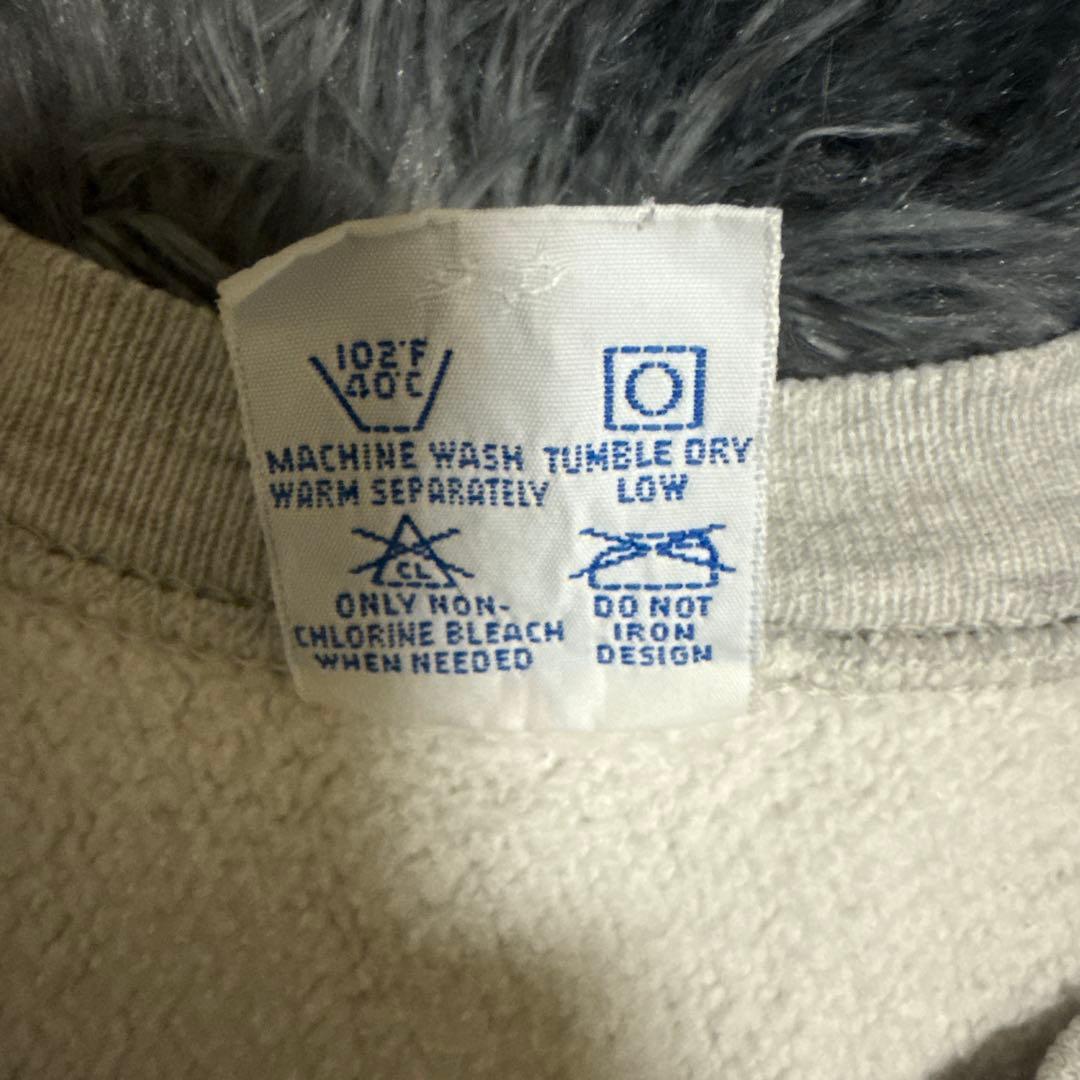 102°F
40°C
MACHINE WASH
WARM SEPARATELY
TUMBLE DRY
LOW
CL
ONLY NON-
CHLORINE BLEACH
WHEN NEEDED
DO NOT
IRON
DESIGN